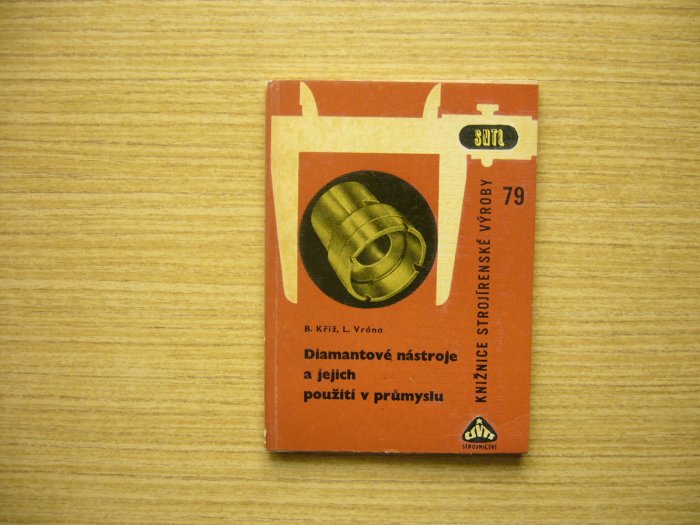 SNTL
79
KNIŽNICE STROJÍRENSKÉ VÝROBY
B. Kříž, L. Vrána
Diamantové nástroje
a jejich
použití v průmyslu
STROJNICTVÍ